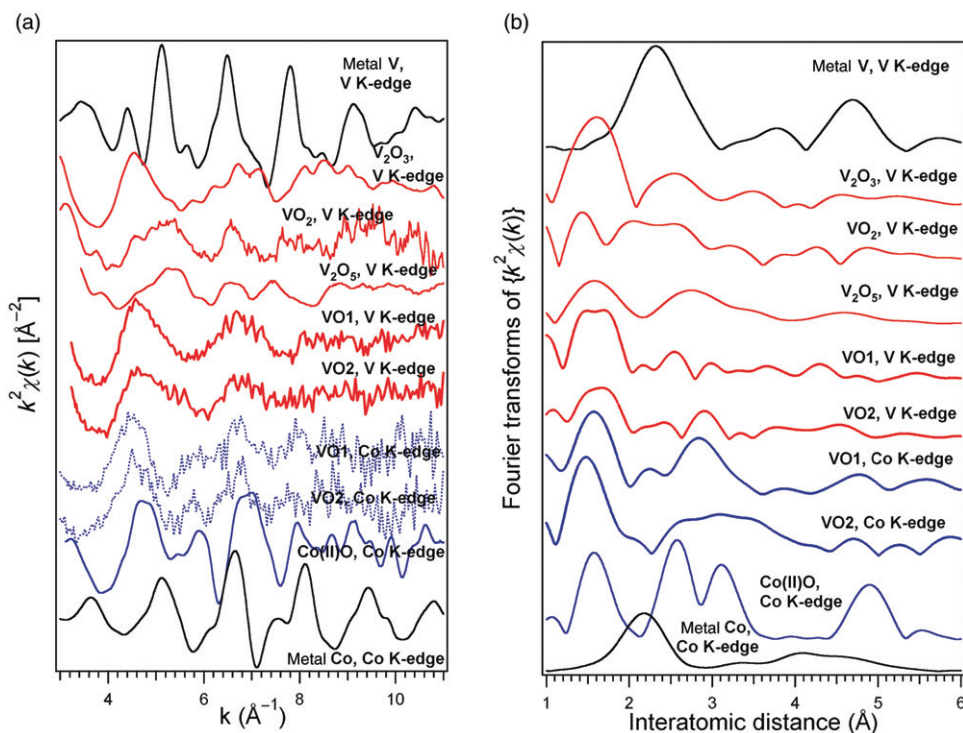 (a)
Metal V,
V K-edge
V₂O₃,
V K-edge
VO₂, V K-edge
V₂O₅, V K-edge
VO1, V K-edge
VO2, V K-edge
VO1, Co K-edge
VO2, Co K-edge
Co(II)O, Co K-edge
Metal Co, Co K-edge
k²χ(k) [Å⁻²]
4 6 8 10
k (Å⁻¹)
(b)
Metal V, V K-edge
V₂O₃, V K-edge
VO₂, V K-edge
V₂O₅, V K-edge
VO1, V K-edge
VO2, V K-edge
VO1, Co K-edge
VO2, Co K-edge
Co(II)O,
Co K-edge
Metal Co,
Co K-edge
Fourier transforms of {k²χ(k)}
1 2 3 4 5 6
Interatomic distance (Å)